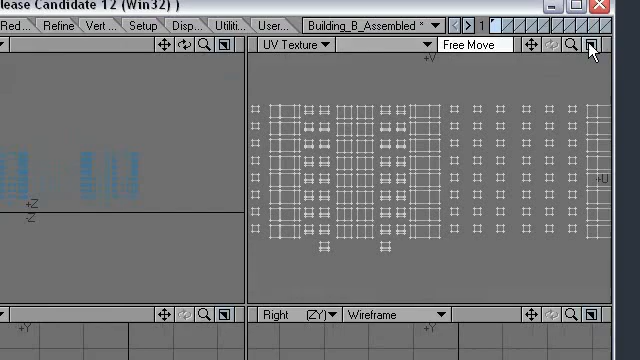 lease Candidate 12 (Win32) )
Red ... Refine Vert ... Setup Disp... Utiliti... User... Building_B_Assembled * 1
UV Texture Free Move
+V
+U
+Z
-Z
Right (ZY) Wireframe
+Y +Y